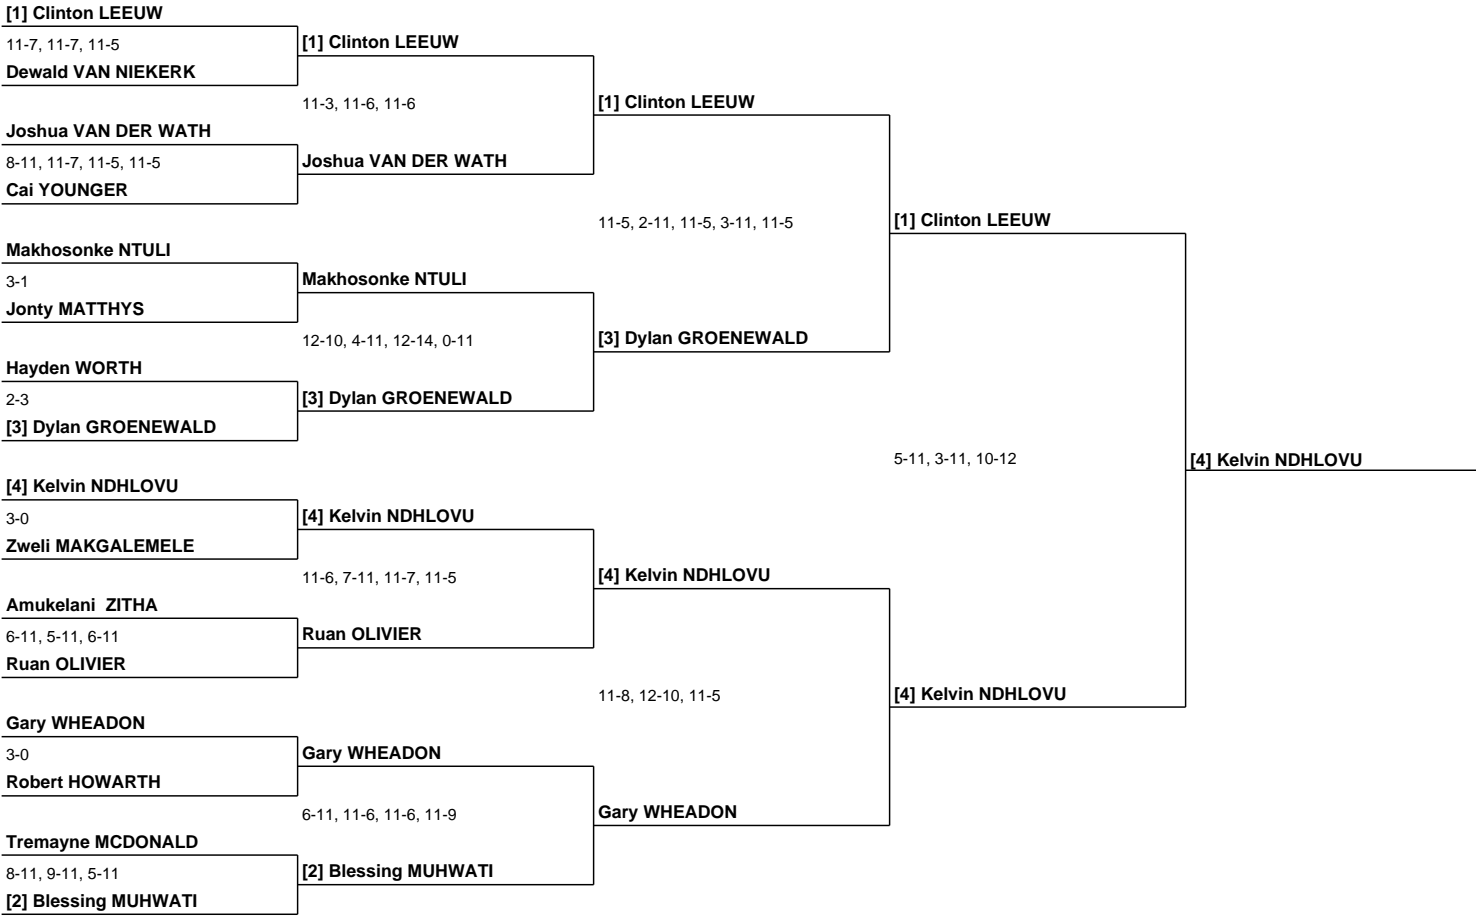 [1] Clinton LEEUW
11-7, 11-7, 11-5
Dewald VAN NIEKERK
Joshua VAN DER WATH
8-11, 11-7, 11-5, 11-5
Cai YOUNGER
Makhosonke NTULI
3-1
Jonty MATTHYS
Hayden WORTH
2-3
[3] Dylan GROENEWALD
[4] Kelvin NDHLOVU
3-0
Zweli MAKGALEMELE
Amukelani  ZITHA
6-11, 5-11, 6-11
Ruan OLIVIER
Gary WHEADON
3-0
Robert HOWARTH
Tremayne MCDONALD
8-11, 9-11, 5-11
[2] Blessing MUHWATI
[1] Clinton LEEUW
11-3, 11-6, 11-6
Joshua VAN DER WATH
Makhosonke NTULI
12-10, 4-11, 12-14, 0-11
[3] Dylan GROENEWALD
[4] Kelvin NDHLOVU
11-6, 7-11, 11-7, 11-5
Ruan OLIVIER
Gary WHEADON
6-11, 11-6, 11-6, 11-9
[2] Blessing MUHWATI
[1] Clinton LEEUW
11-5, 2-11, 11-5, 3-11, 11-5
[3] Dylan GROENEWALD
[4] Kelvin NDHLOVU
11-8, 12-10, 11-5
Gary WHEADON
[1] Clinton LEEUW
5-11, 3-11, 10-12
[4] Kelvin NDHLOVU
[4] Kelvin NDHLOVU